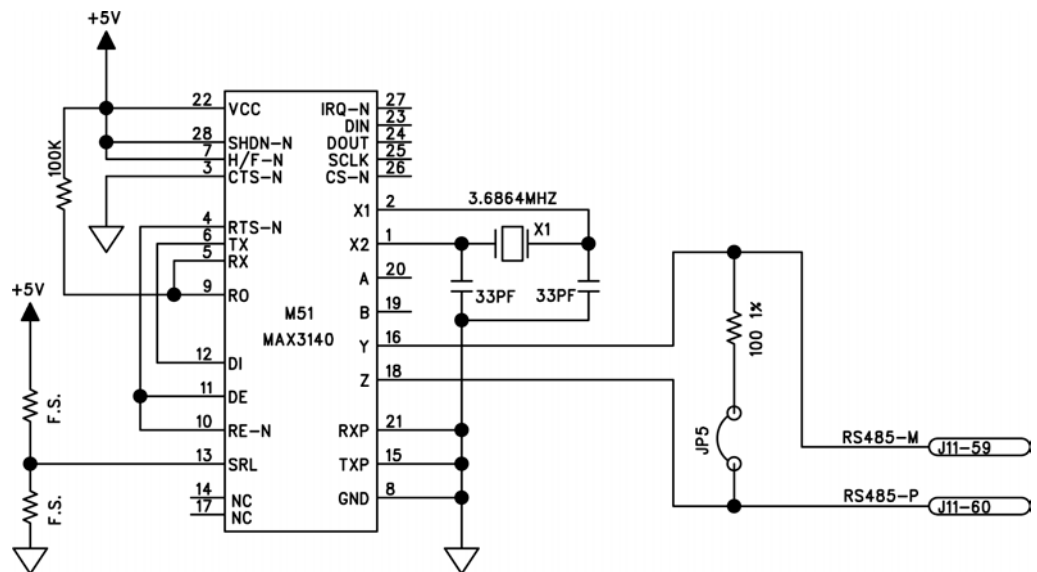 +5V
22 VCC
28 SHDN-N
7 H/F-N
3 CTS-N
100K
4 RTS-N
6 TX
5 RX
9 RO
+5V
12 DI
11 DE
10 RE-N
13 SRL
14 NC
17 NC
F.S.
F.S.
M51
MAX3140
IRQ-N 27
DIN 23
DOUT 24
SCLK 25
CS-N 26
X1 2
X2 1
A 20
B 19
Y 16
Z 18
RXP 21
TXP 15
GND 8
3.6864MHZ
X1
33PF
33PF
100 1%
JP5
RS485-M J11-59
RS485-P J11-60